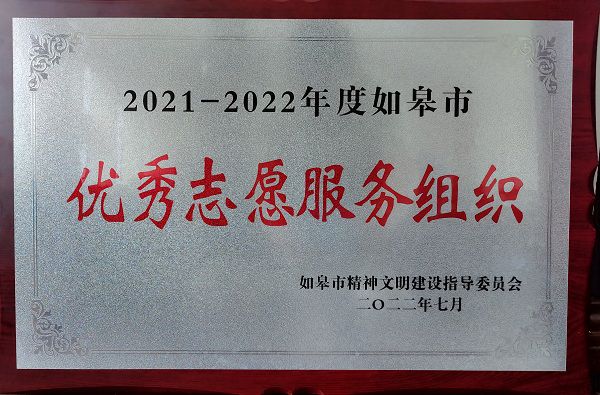 2021-2022年度如皋市
优秀志愿服务组织
如皋市精神文明建设指导委员会
二〇二二年七月